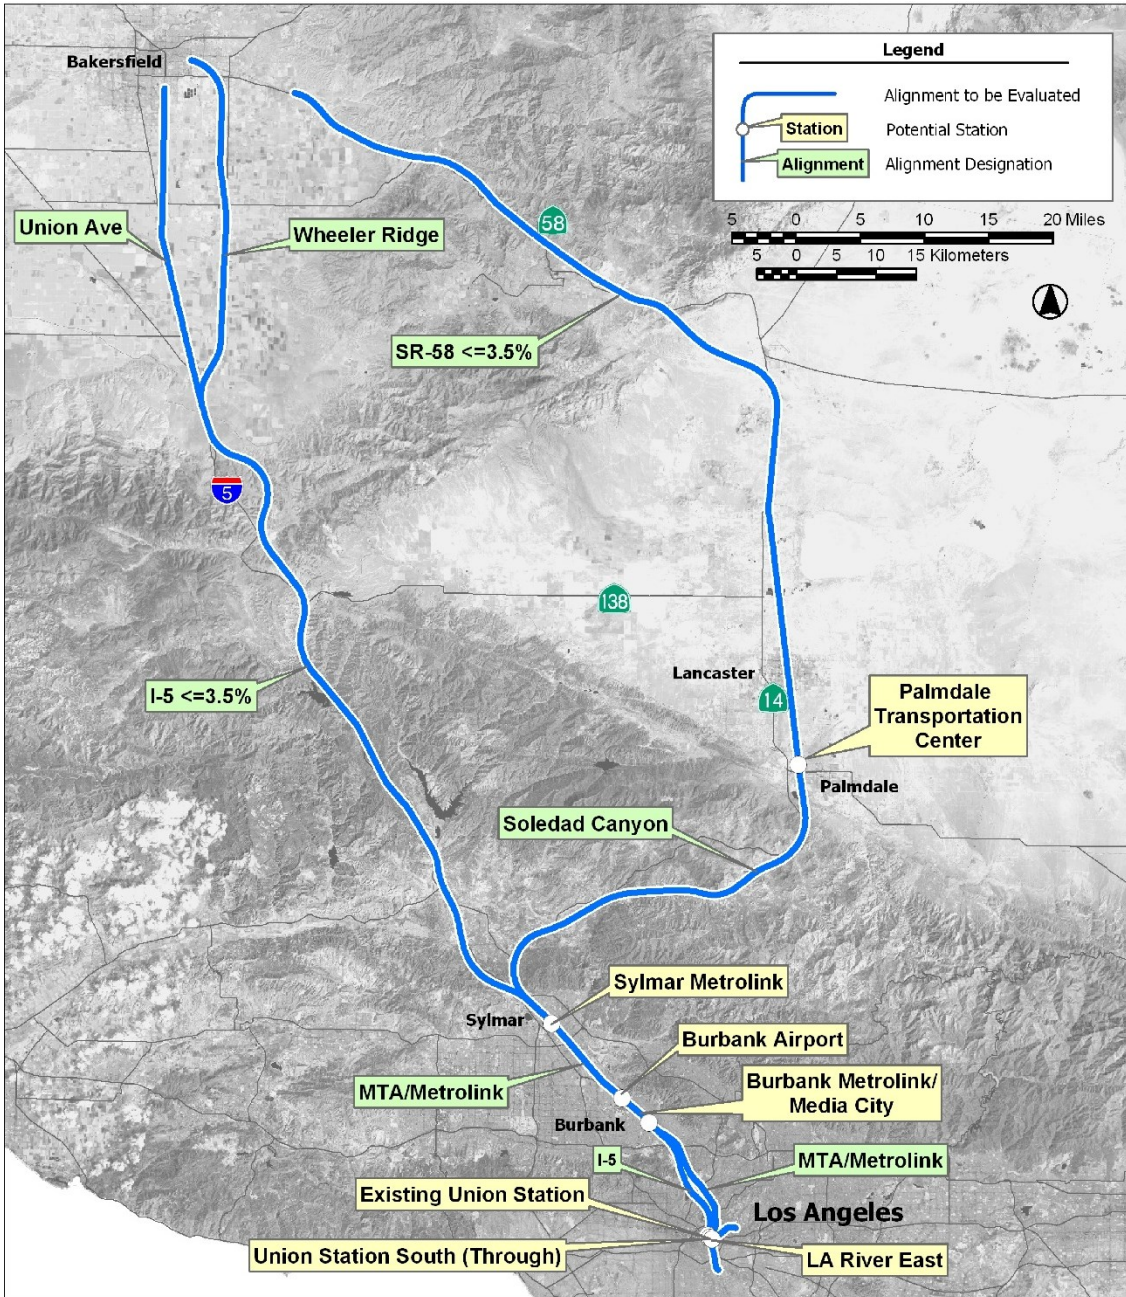 Bakersfield
Legend
Alignment to be Evaluated
Station
Potential Station
Alignment
Alignment Designation
5 0 5 10 15 20 Miles
5 0 5 10 15 Kilometers
58
Union Ave
Wheeler Ridge
SR-58 <=3.5%
5
138
Lancaster
14
I-5 <=3.5%
Palmdale
Transportation
Center
Palmdale
Soledad Canyon
Sylmar Metrolink
Sylmar
Burbank Airport
MTA/Metrolink
Burbank Metrolink/
Media City
Burbank
I-5
MTA/Metrolink
Existing Union Station
Los Angeles
Union Station South (Through)
LA River East